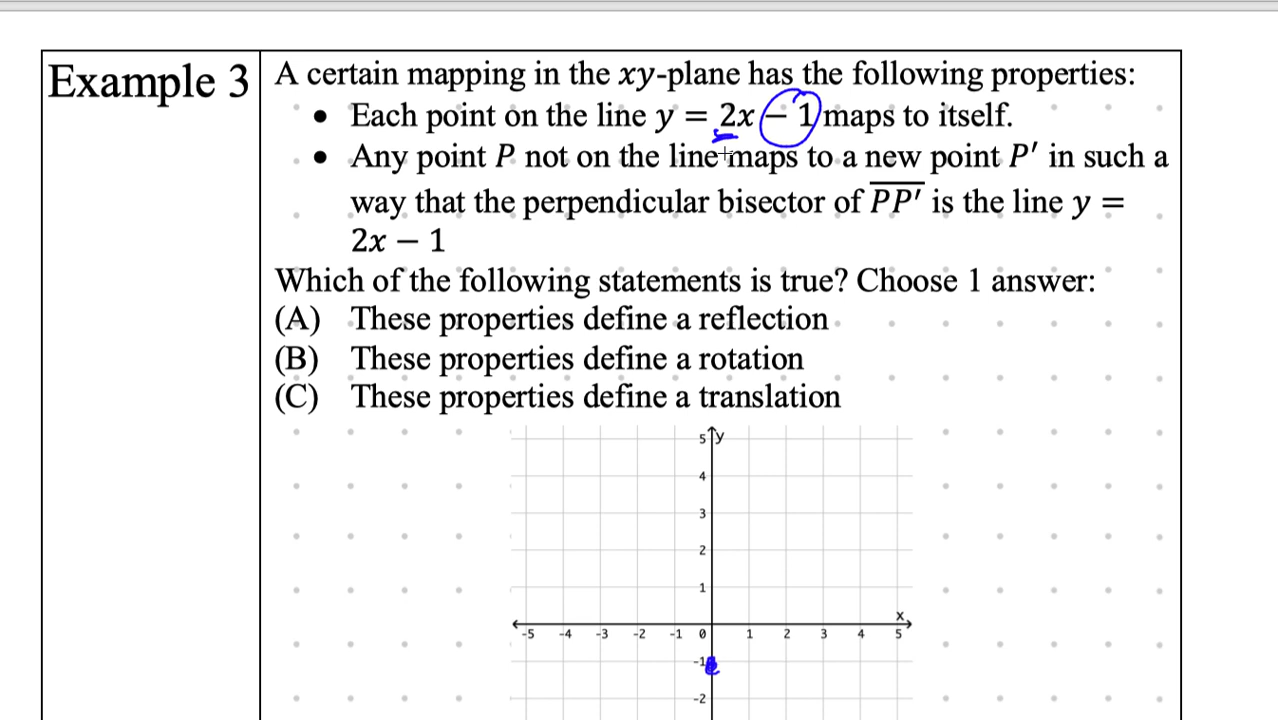 Example 3
A certain mapping in the xy-plane has the following properties:
• Each point on the line y = 2x − 1 maps to itself.
• Any point P not on the line maps to a new point P′ in such a
way that the perpendicular bisector of P̅P̅′̅ is the line y =
2x − 1
Which of the following statements is true? Choose 1 answer:
(A) These properties define a reflection
(B) These properties define a rotation
(C) These properties define a translation
5 y
4
3
2
1
x
-5 -4 -3 -2 -1 0 1 2 3 4 5
-1
-2